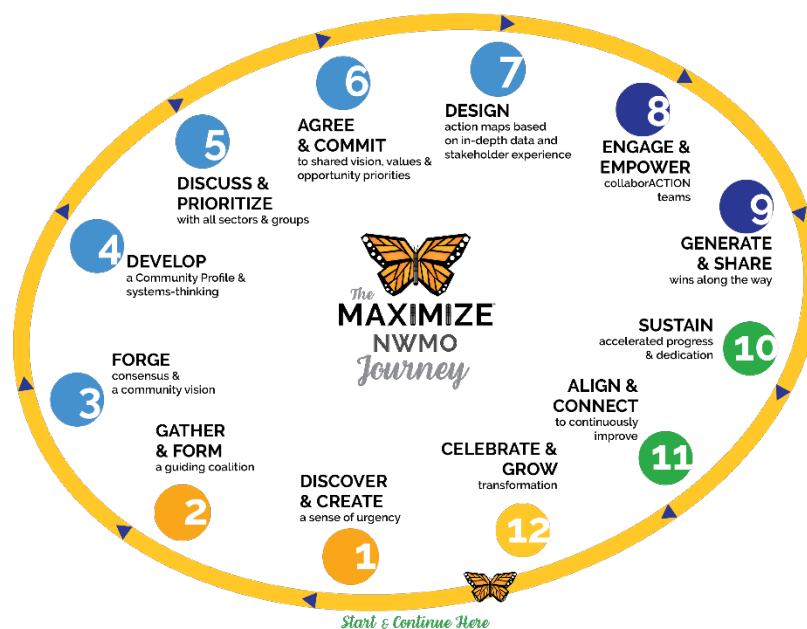 The
MAXIMIZE
NWMO
Journey
1
DISCOVER
& CREATE
a sense of urgency
2
GATHER
& FORM
a guiding coalition
3
FORGE
consensus &
a community vision
4
DEVELOP
a Community Profile &
systems-thinking
5
DISCUSS &
PRIORITIZE
with all sectors & groups
6
AGREE
& COMMIT
to shared vision, values &
opportunity priorities
7
DESIGN
action maps based
on in-depth data and
stakeholder experience
8
ENGAGE &
EMPOWER
collaborACTION
teams
9
GENERATE
& SHARE
wins along the way
10
SUSTAIN
accelerated progress
& dedication
11
ALIGN &
CONNECT
to continuously
improve
12
CELEBRATE &
GROW
transformation
Start & Continue Here